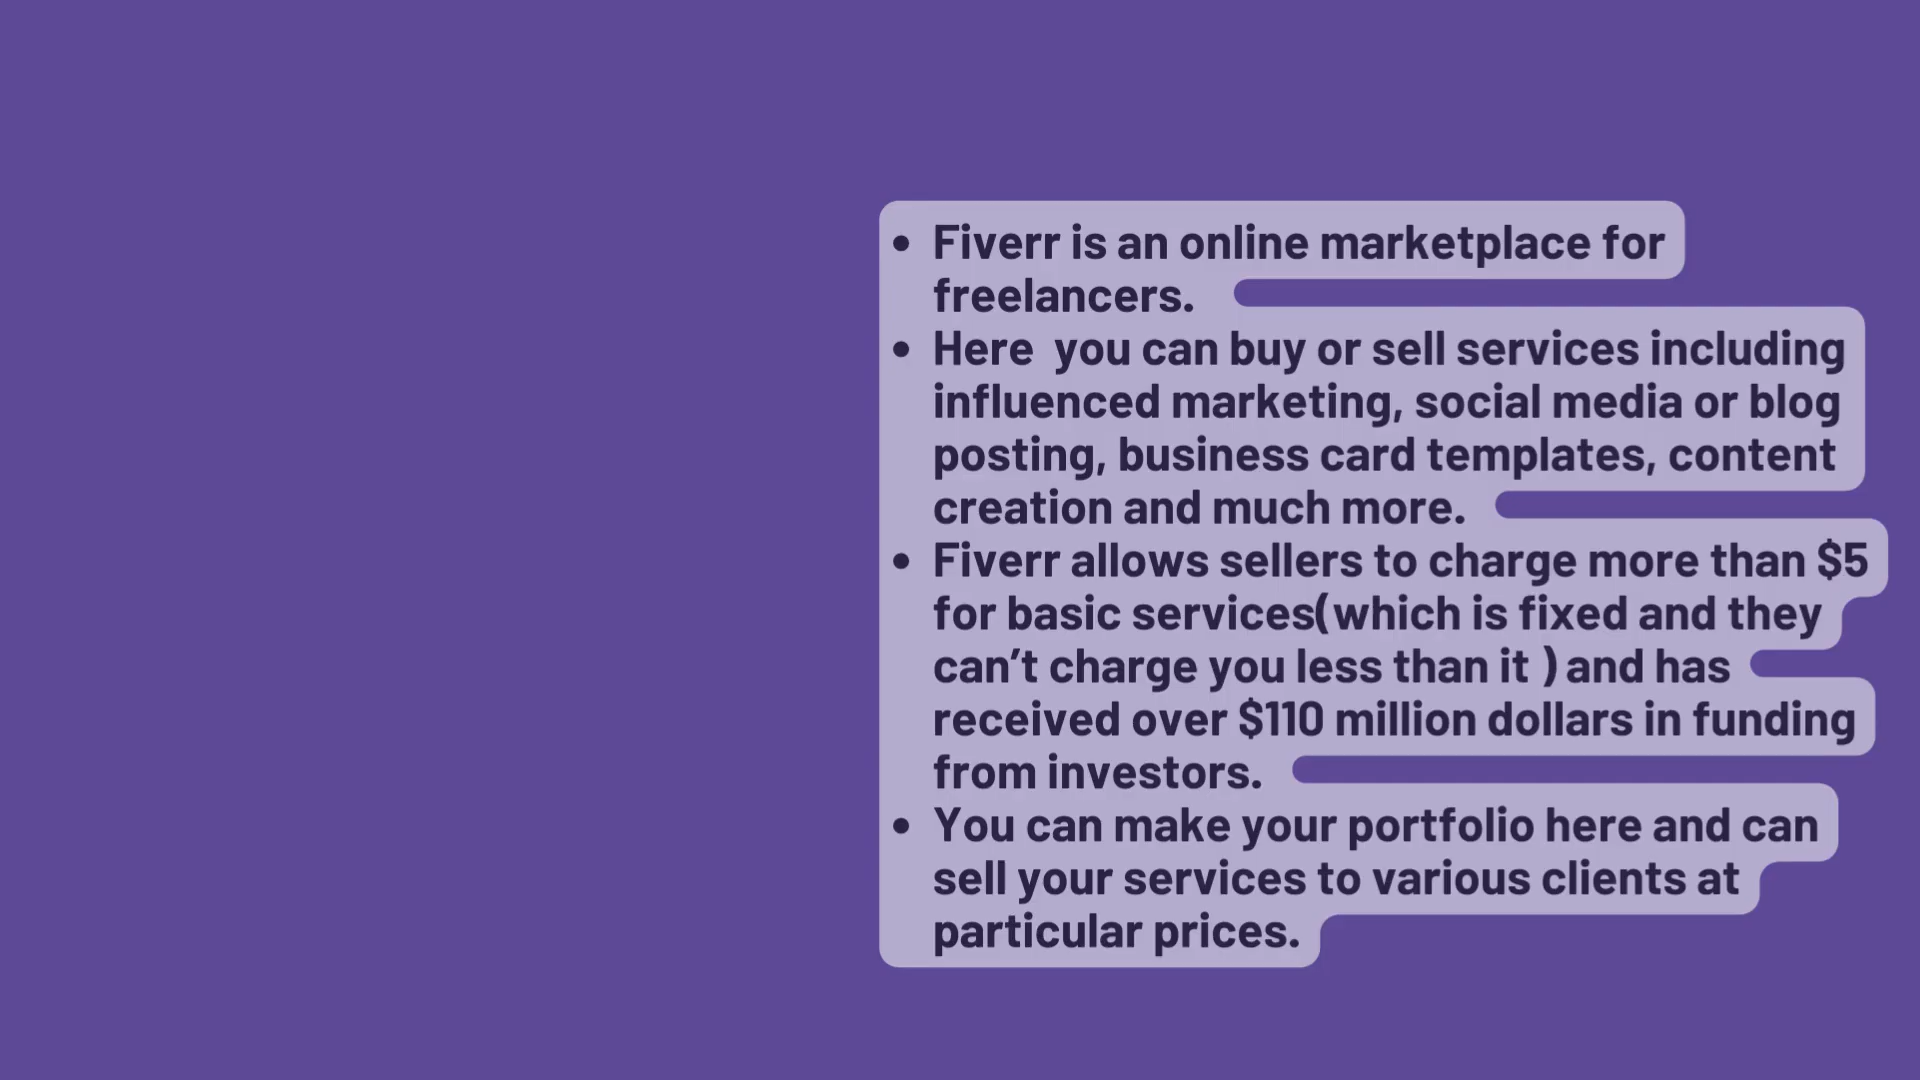 • Fiverr is an online marketplace for
freelancers.
• Here  you can buy or sell services including
influenced marketing, social media or blog
posting, business card templates, content
creation and much more.
• Fiverr allows sellers to charge more than $5
for basic services(which is fixed and they
can’t charge you less than it ) and has
received over $110 million dollars in funding
from investors.
• You can make your portfolio here and can
sell your services to various clients at
particular prices.